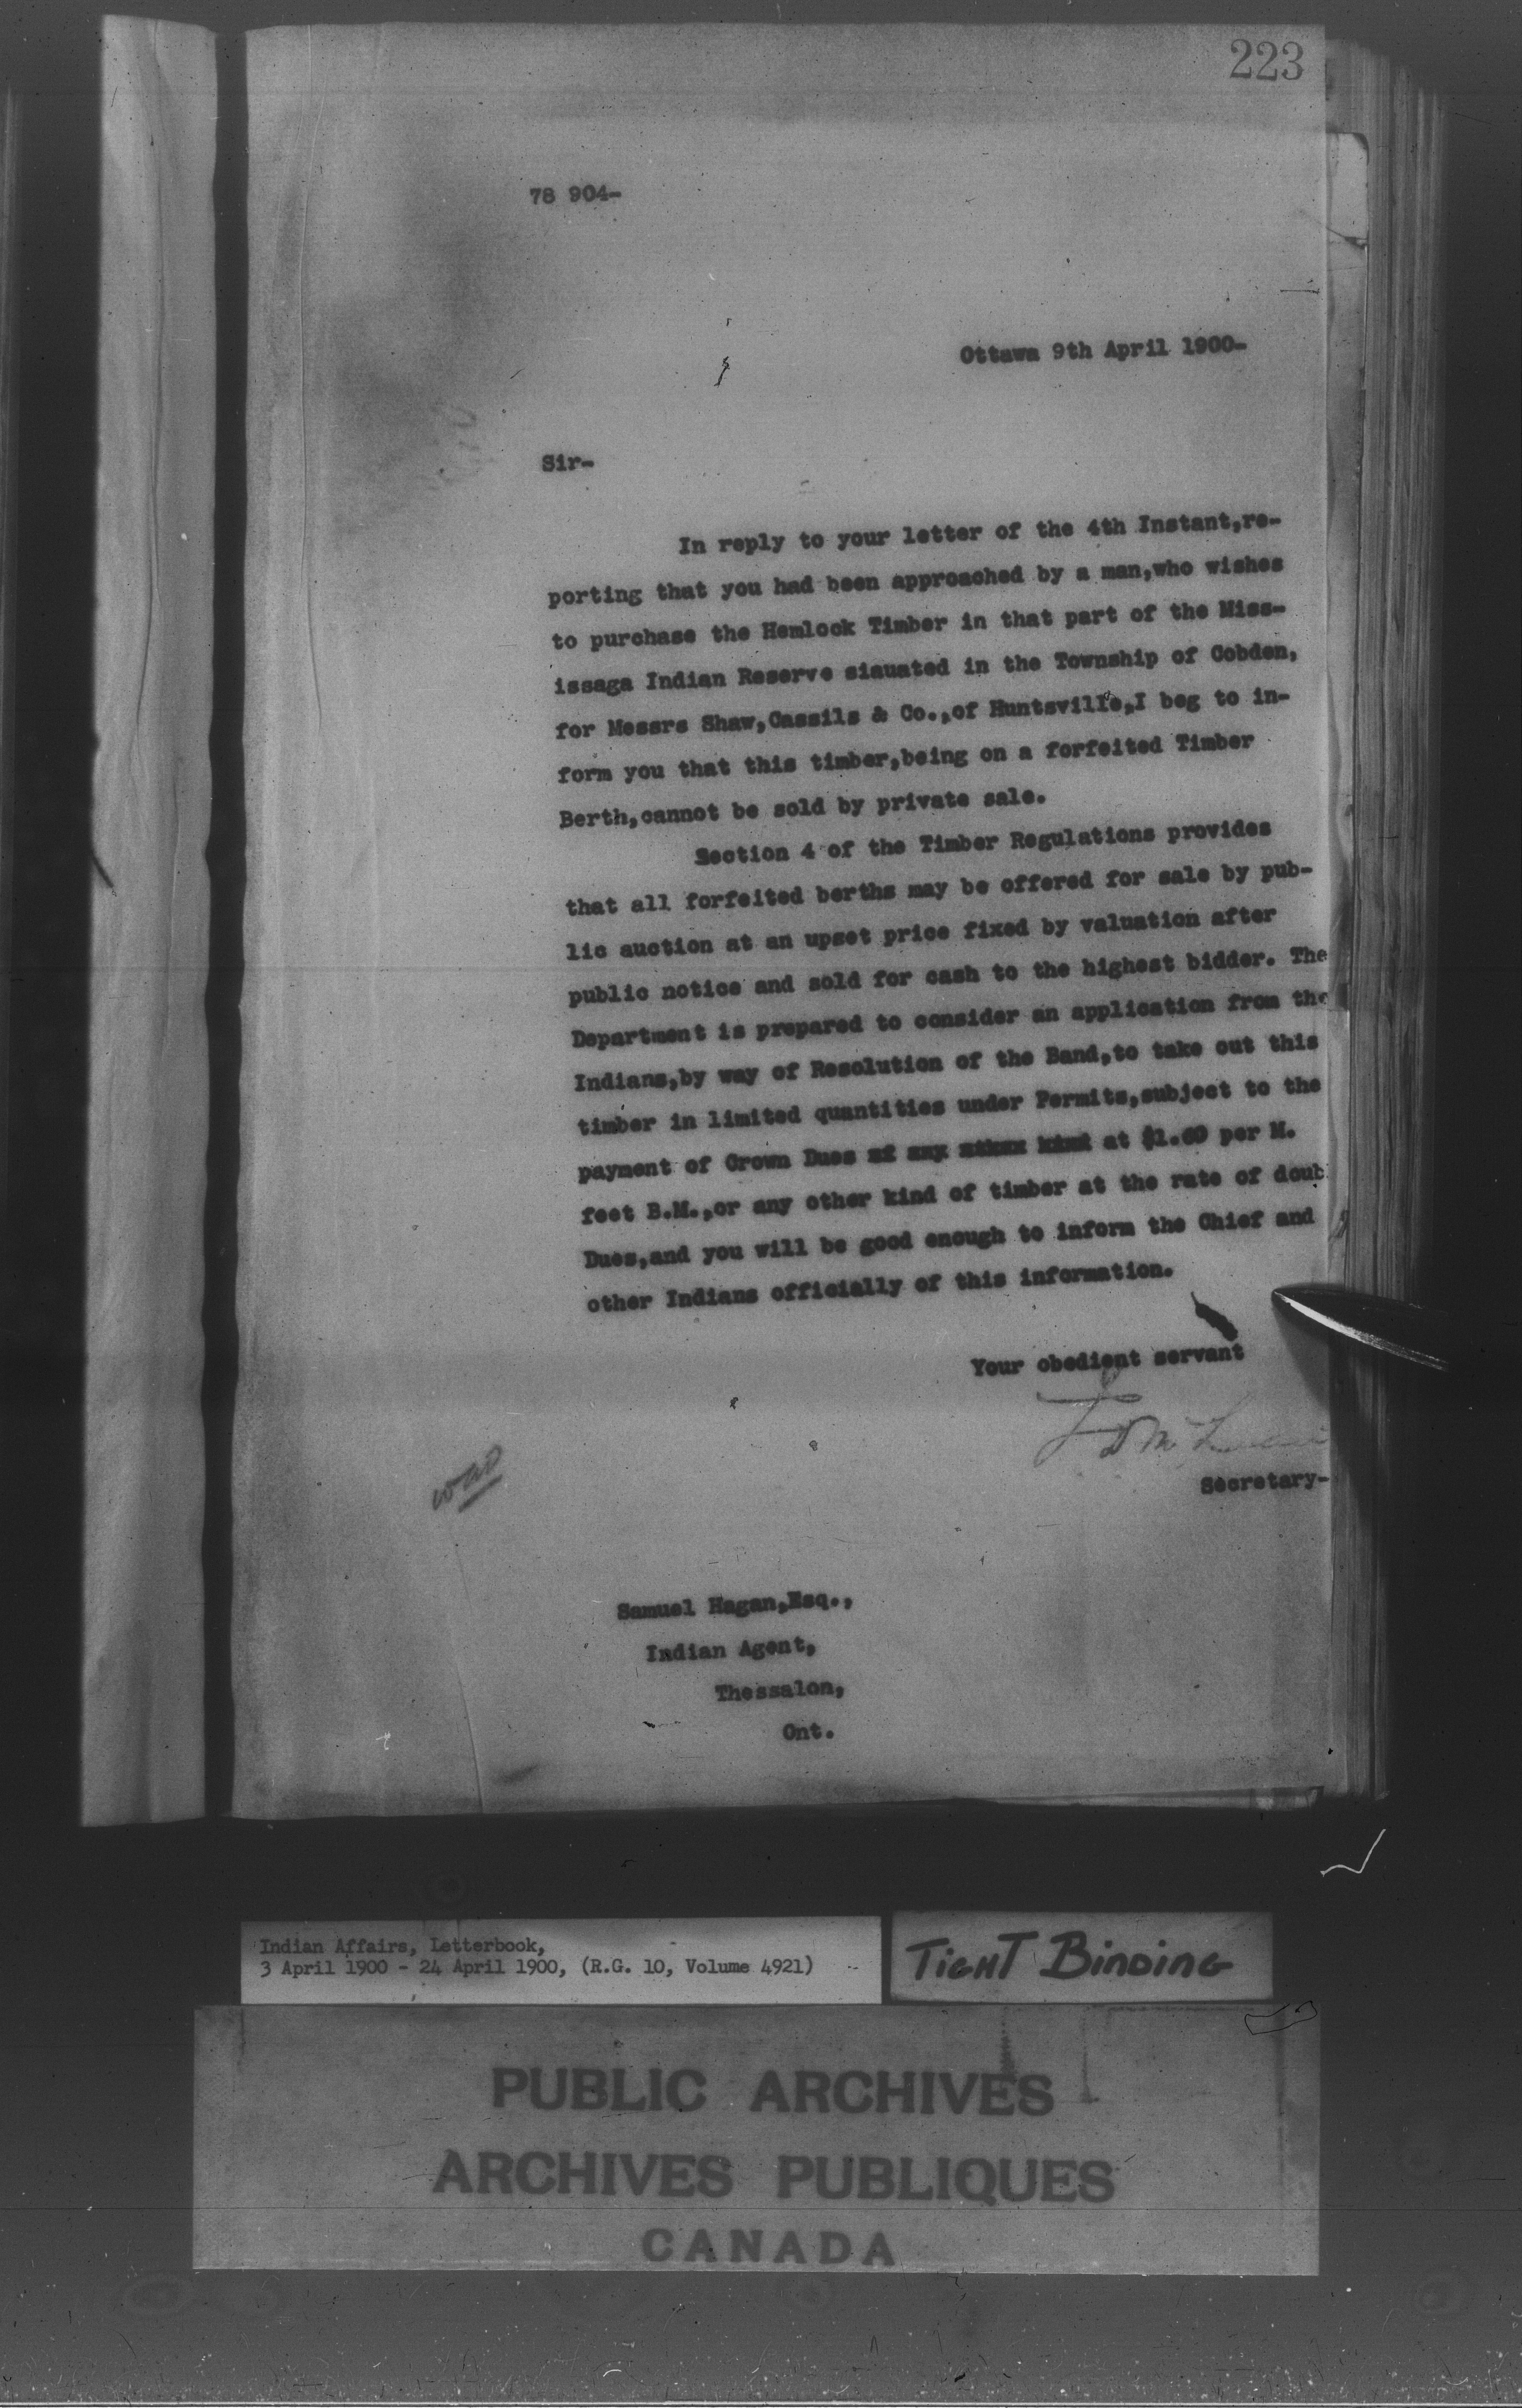 223
78 904-
Ottawa 9th April 1900-
Sir-
In reply to your letter of the 4th Instant,re-
porting that you had been approached by a man,who wishes
to purchase the Hemlock Timber in that part of the Miss-
issaga Indian Reserve siauated in the Township of Cobden,
for Messrs Shaw,Cassils & Co.,of Huntsville,I beg to in-
form you that this timber,being on a forfeited Timber
Berth,cannot be sold by private sale.
Section 4 of the Timber Regulations provides
that all forfeited berths may be offered for sale by pub-
lic auction at an upset price fixed by valuation after
public notice and sold for cash to the highest bidder. The
Department is prepared to consider an application from the
Indians,by way of Resolution of the Band,to take out this
timber in limited quantities under Permits,subject to the
payment of Crown Dues at per M.
feet B.M.,or any other kind of timber at the rate of doub
Dues,and you will be good enough to inform the Chief and
other Indians officially of this information.
Your obedient servant
Secretary-
Samuel Hagan,Esq.,
Indian Agent,
Thessalon,
Ont.
Indian Affairs, Letterbook,
3 April 1900 - 24 April 1900, (R.G. 10, Volume 4921)
TIGHT BINDING
PUBLIC ARCHIVES
ARCHIVES PUBLIQUES
CANADA